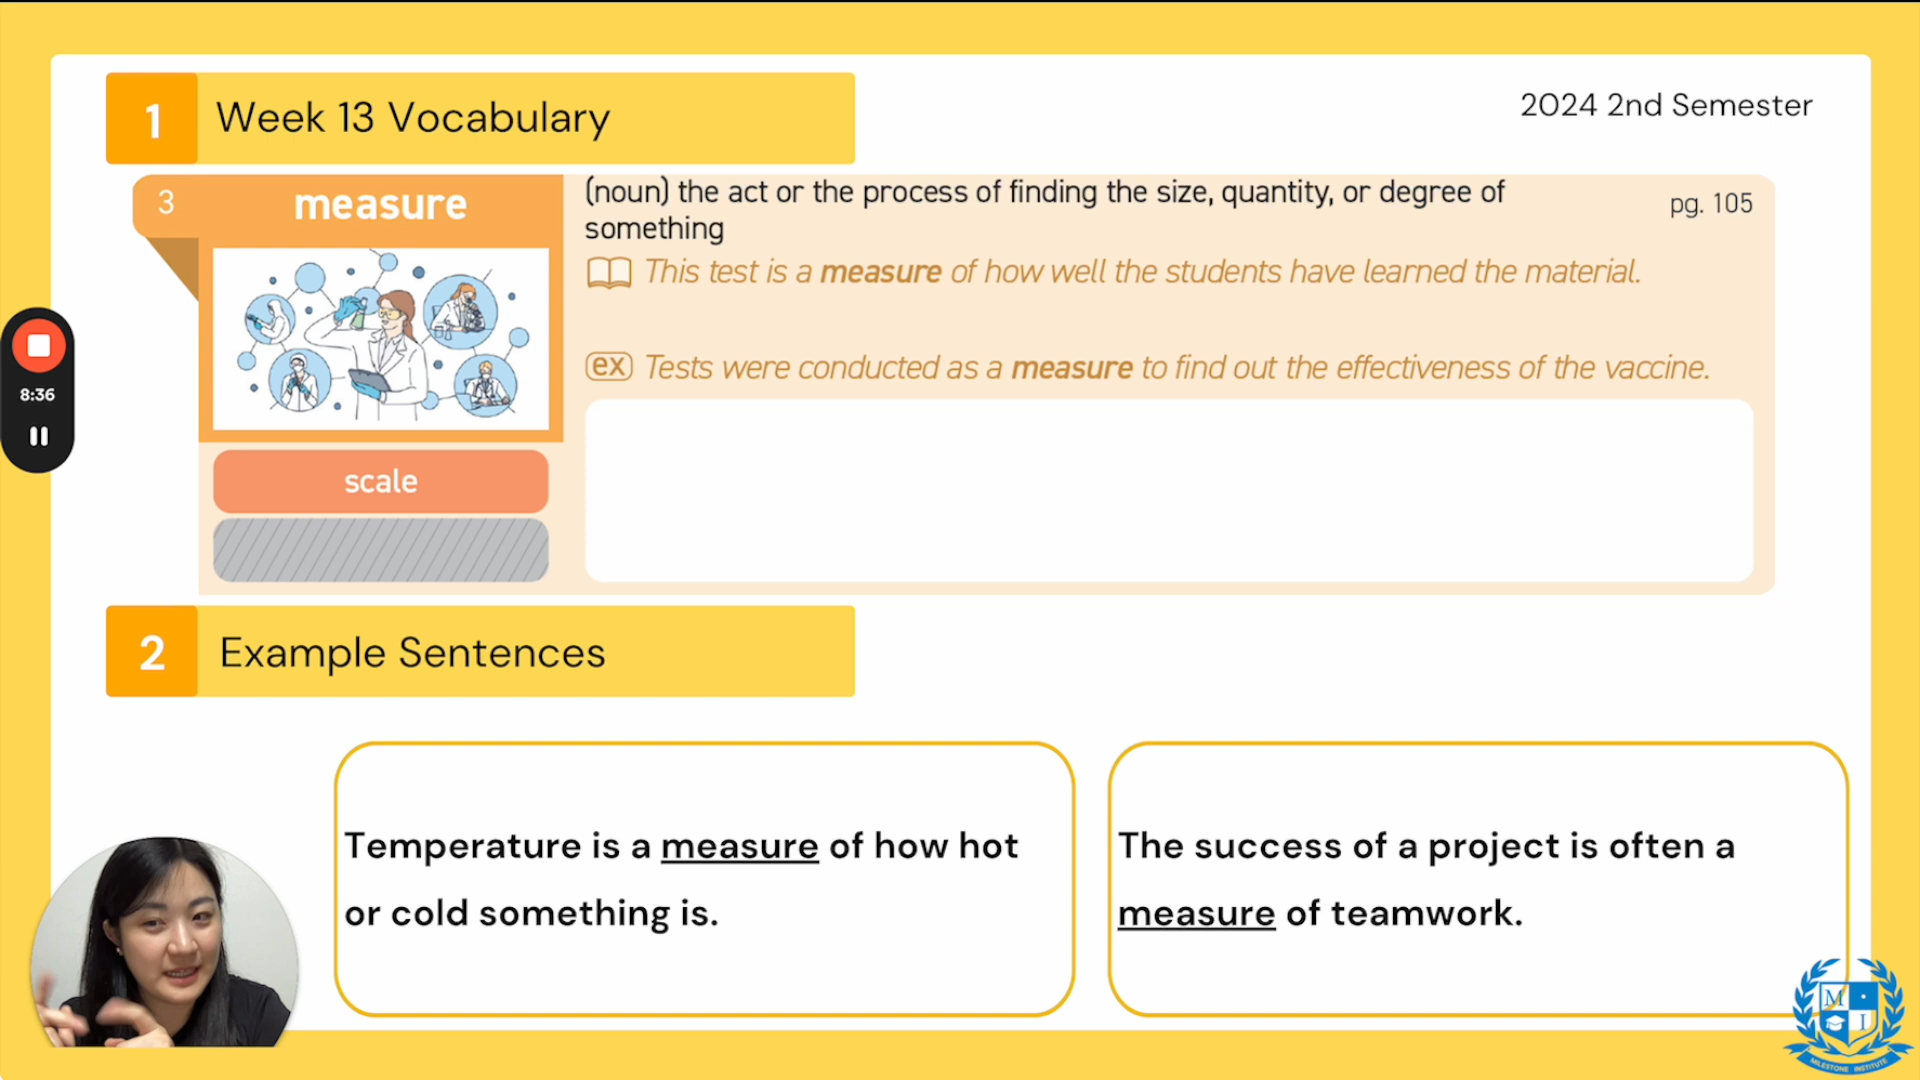 1
Week 13 Vocabulary
2024 2nd Semester
3
measure
(noun) the act or the process of finding the size, quantity, or degree of
something
pg. 105
This test is a measure of how well the students have learned the material.
ex Tests were conducted as a measure to find out the effectiveness of the vaccine.
8:36
scale
2
Example Sentences
Temperature is a measure of how hot
or cold something is.
The success of a project is often a
measure of teamwork.
M
I
MILESTONE INSTITUTE